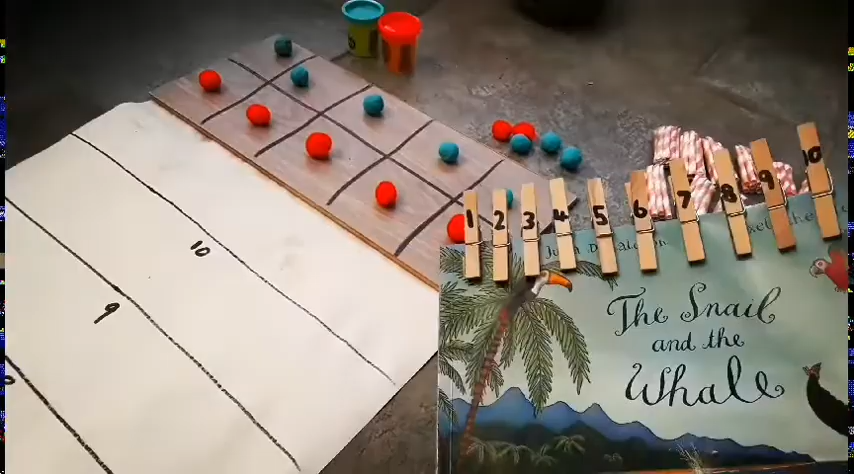 1 2 3 4 5 6 7 8 9 10
The Snail
and the
Whale
10
9